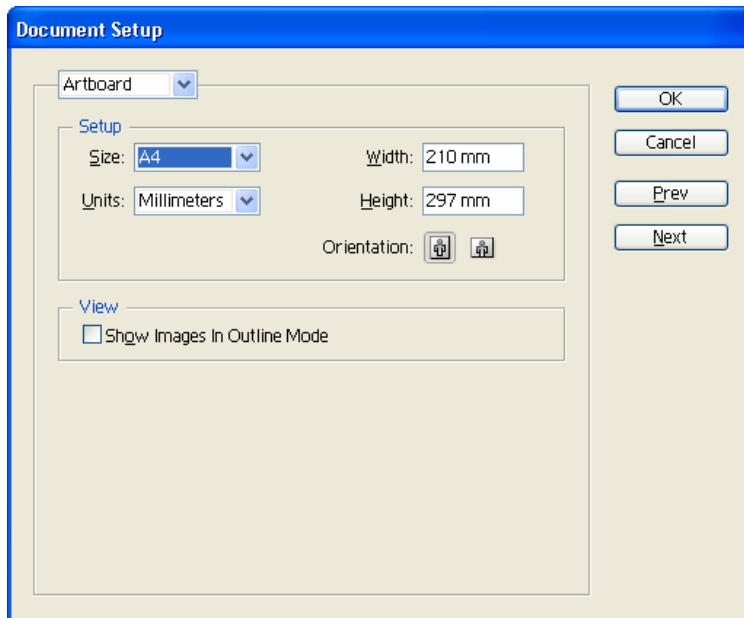 Document Setup
Artboard
OK
Cancel
Prev
Next
Setup
Size: A4
Width: 210 mm
Units: Millimeters
Height: 297 mm
Orientation:
View
Show Images In Outline Mode